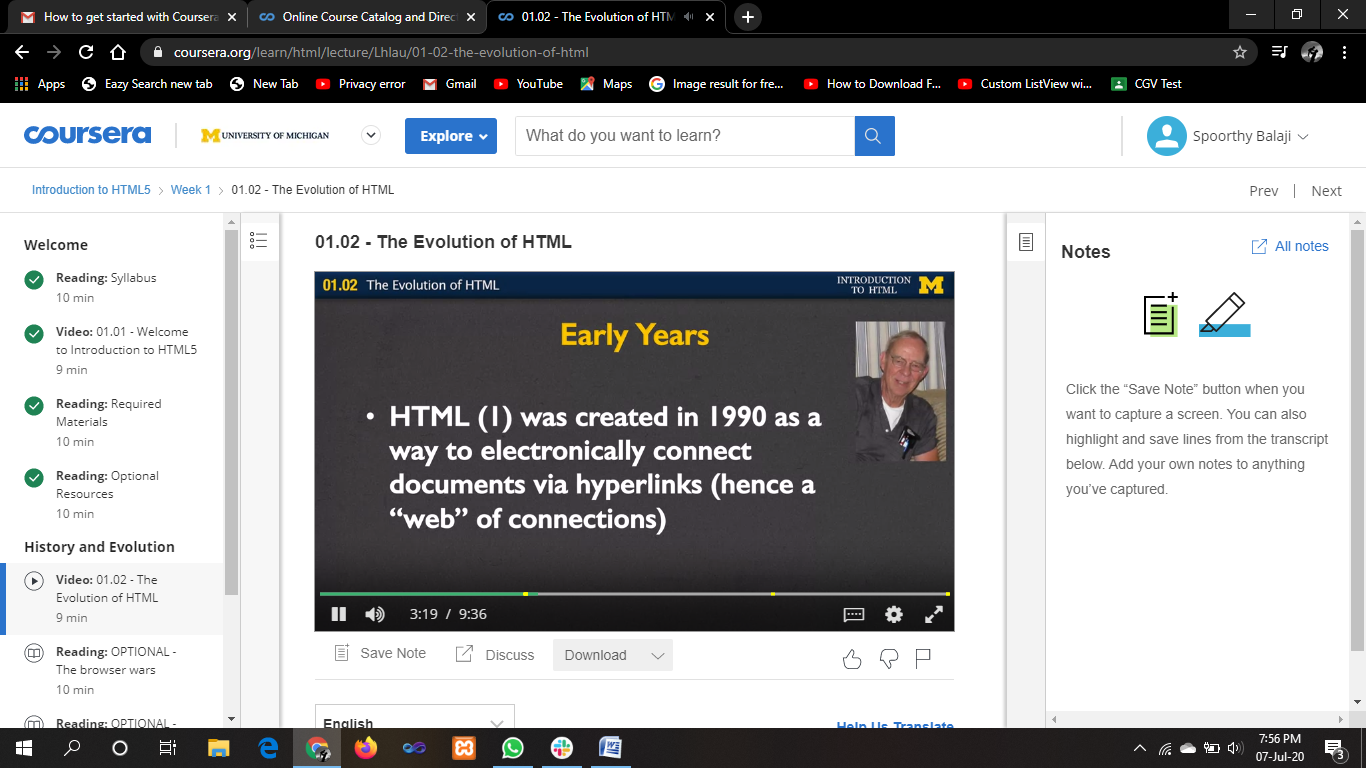 How to get started with Coursera
Online Course Catalog and Direc
01.02 - The Evolution of HTM
coursera.org/learn/html/lecture/Lhlau/01-02-the-evolution-of-html
Apps Eazy Search new tab New Tab Privacy error Gmail YouTube Maps Image result for fre... How to Download F... Custom ListView wi... CGV Test
coursera M UNIVERSITY OF MICHIGAN Explore What do you want to learn? Spoorthy Balaji
Introduction to HTML5 > Week 1 > 01.02 - The Evolution of HTML Prev | Next
Welcome
Reading: Syllabus
10 min
Video: 01.01 - Welcome
to Introduction to HTML5
9 min
Reading: Required
Materials
10 min
Reading: Optional
Resources
10 min
History and Evolution
Video: 01.02 - The
Evolution of HTML
9 min
Reading: OPTIONAL -
The browser wars
10 min
Reading: OPTIONAL -
01.02 - The Evolution of HTML
01.02 The Evolution of HTML
INTRODUCTION
TO HTML
M
Early Years
• HTML (1) was created in 1990 as a
way to electronically connect
documents via hyperlinks (hence a
“web” of connections)
3:19 / 9:36
Save Note Discuss Download
English
Help Us Translate
Notes
All notes
Click the “Save Note” button when you
want to capture a screen. You can also
highlight and save lines from the transcript
below. Add your own notes to anything
you’ve captured.
7:56 PM
07-Jul-20
3